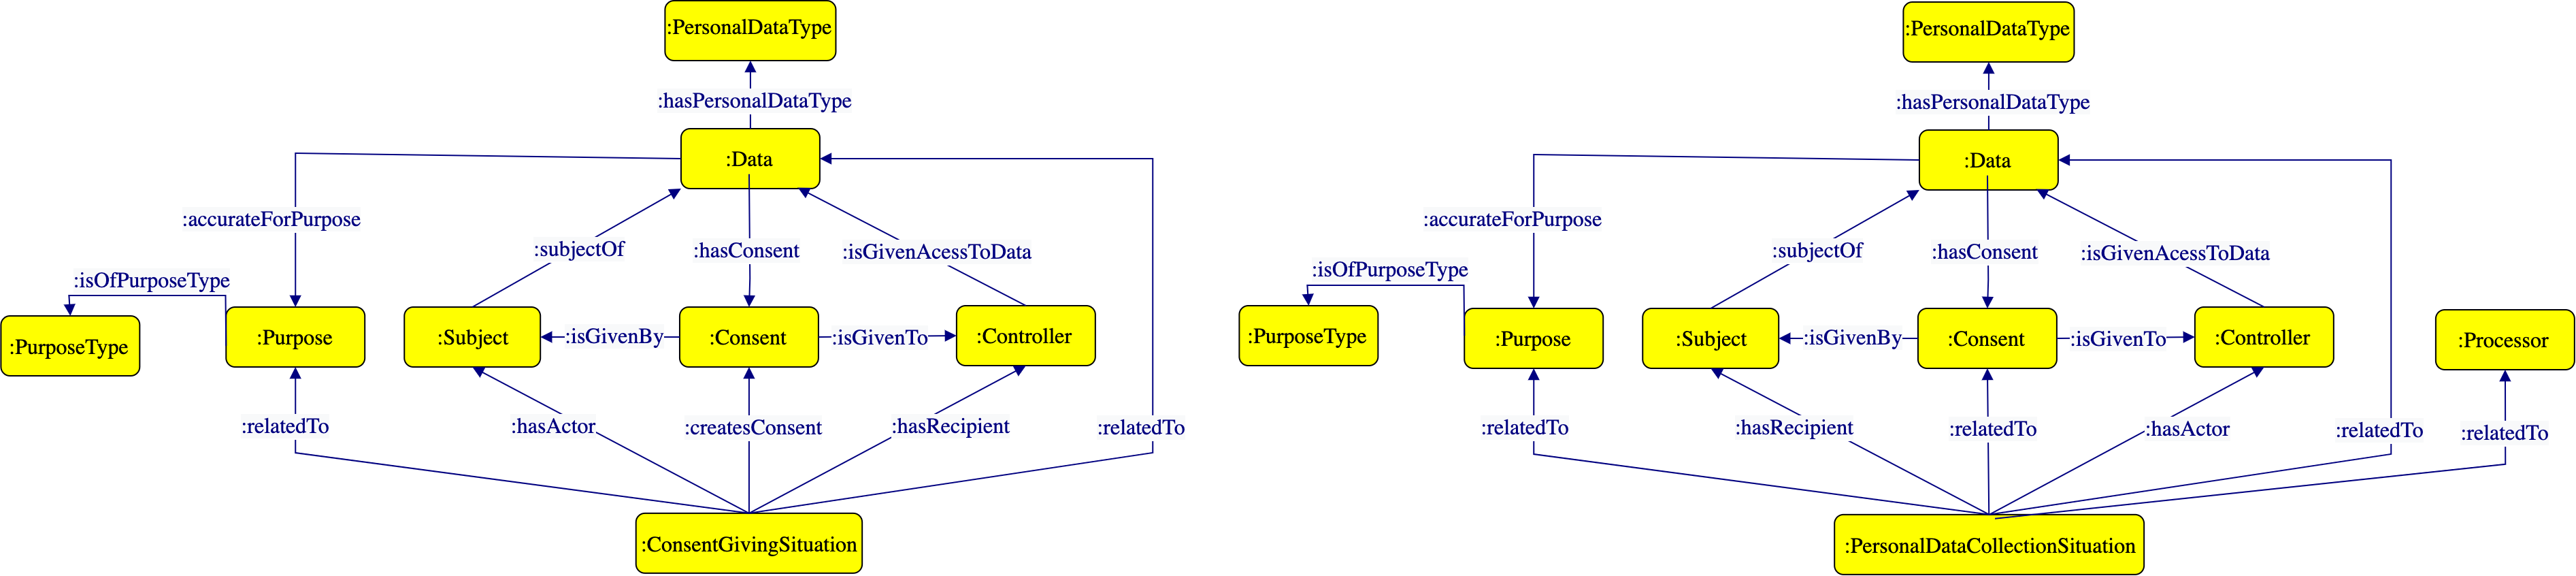 :PersonalDataType
:hasPersonalDataType
:Data
:accurateForPurpose
:subjectOf
:hasConsent
:isGivenAcessToData
:isOfPurposeType
:PurposeType
:Purpose
:Subject
:isGivenBy
:Consent
:isGivenTo
:Controller
:relatedTo
:hasActor
:createsConsent
:hasRecipient
:relatedTo
:ConsentGivingSituation
:PersonalDataType
:hasPersonalDataType
:Data
:accurateForPurpose
:subjectOf
:hasConsent
:isGivenAcessToData
:isOfPurposeType
:PurposeType
:Purpose
:Subject
:isGivenBy
:Consent
:isGivenTo
:Controller
:Processor
:relatedTo
:hasRecipient
:relatedTo
:hasActor
:relatedTo
:relatedTo
:PersonalDataCollectionSituation